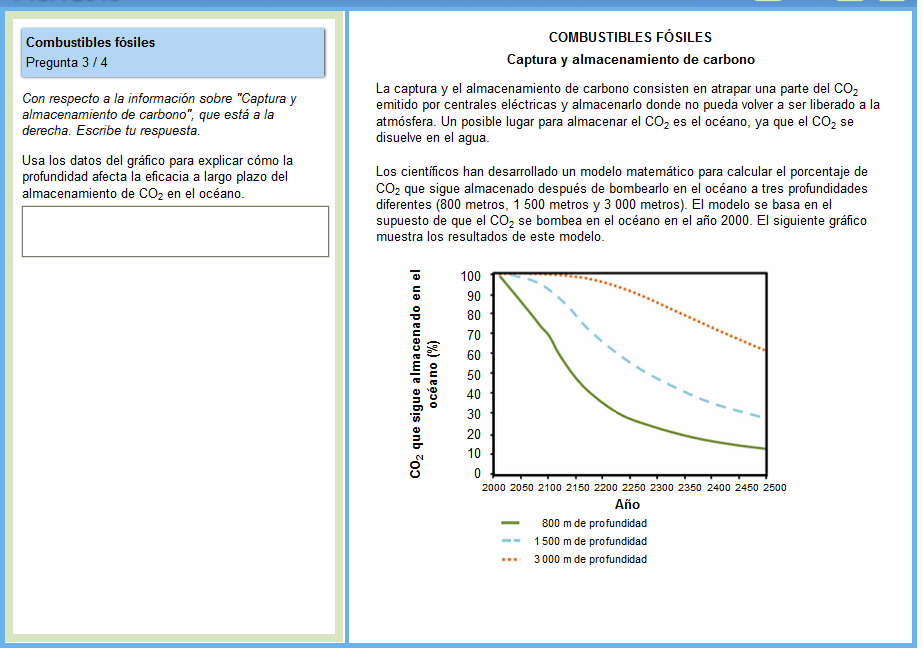 Combustibles fósiles
Pregunta 3 / 4
Con respecto a la información sobre "Captura y
almacenamiento de carbono", que está a la
derecha. Escribe tu respuesta.
Usa los datos del gráfico para explicar cómo la
profundidad afecta la eficacia a largo plazo del
almacenamiento de CO₂ en el océano.
COMBUSTIBLES FÓSILES
Captura y almacenamiento de carbono
La captura y el almacenamiento de carbono consisten en atrapar una parte del CO₂
emitido por centrales eléctricas y almacenarlo donde no pueda volver a ser liberado a la
atmósfera. Un posible lugar para almacenar el CO₂ es el océano, ya que el CO₂ se
disuelve en el agua.
Los científicos han desarrollado un modelo matemático para calcular el porcentaje de
CO₂ que sigue almacenado después de bombearlo en el océano a tres profundidades
diferentes (800 metros, 1 500 metros y 3 000 metros). El modelo se basa en el
supuesto de que el CO₂ se bombea en el océano en el año 2000. El siguiente gráfico
muestra los resultados de este modelo.
CO₂ que sigue almacenado en el
océano (%)
100
90
80
70
60
50
40
30
20
10
0
2000 2050 2100 2150 2200 2250 2300 2350 2400 2450 2500
Año
800 m de profundidad
1 500 m de profundidad
3 000 m de profundidad